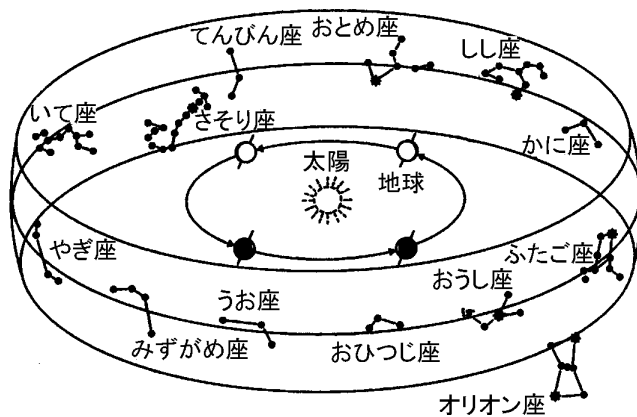 てんびん座
おとめ座
しし座
いて座
さそり座
かに座
太陽
地球
やぎ座
ふたご座
おうし座
うお座
みずがめ座
おひつじ座
オリオン座